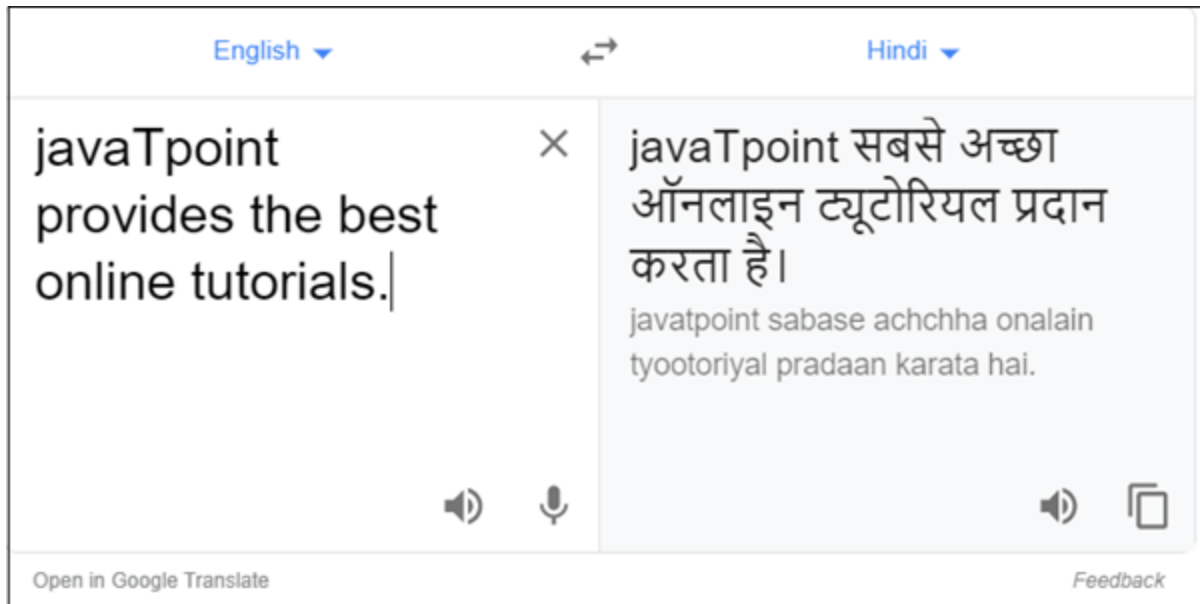 English
Hindi
javaTpoint
provides the best
online tutorials.
javaTpoint सबसे अच्छा
ऑनलाइन ट्यूटोरियल प्रदान
करता है।
javatpoint sabase achchha onalain
tyootoriyal pradaan karata hai.
Open in Google Translate
Feedback